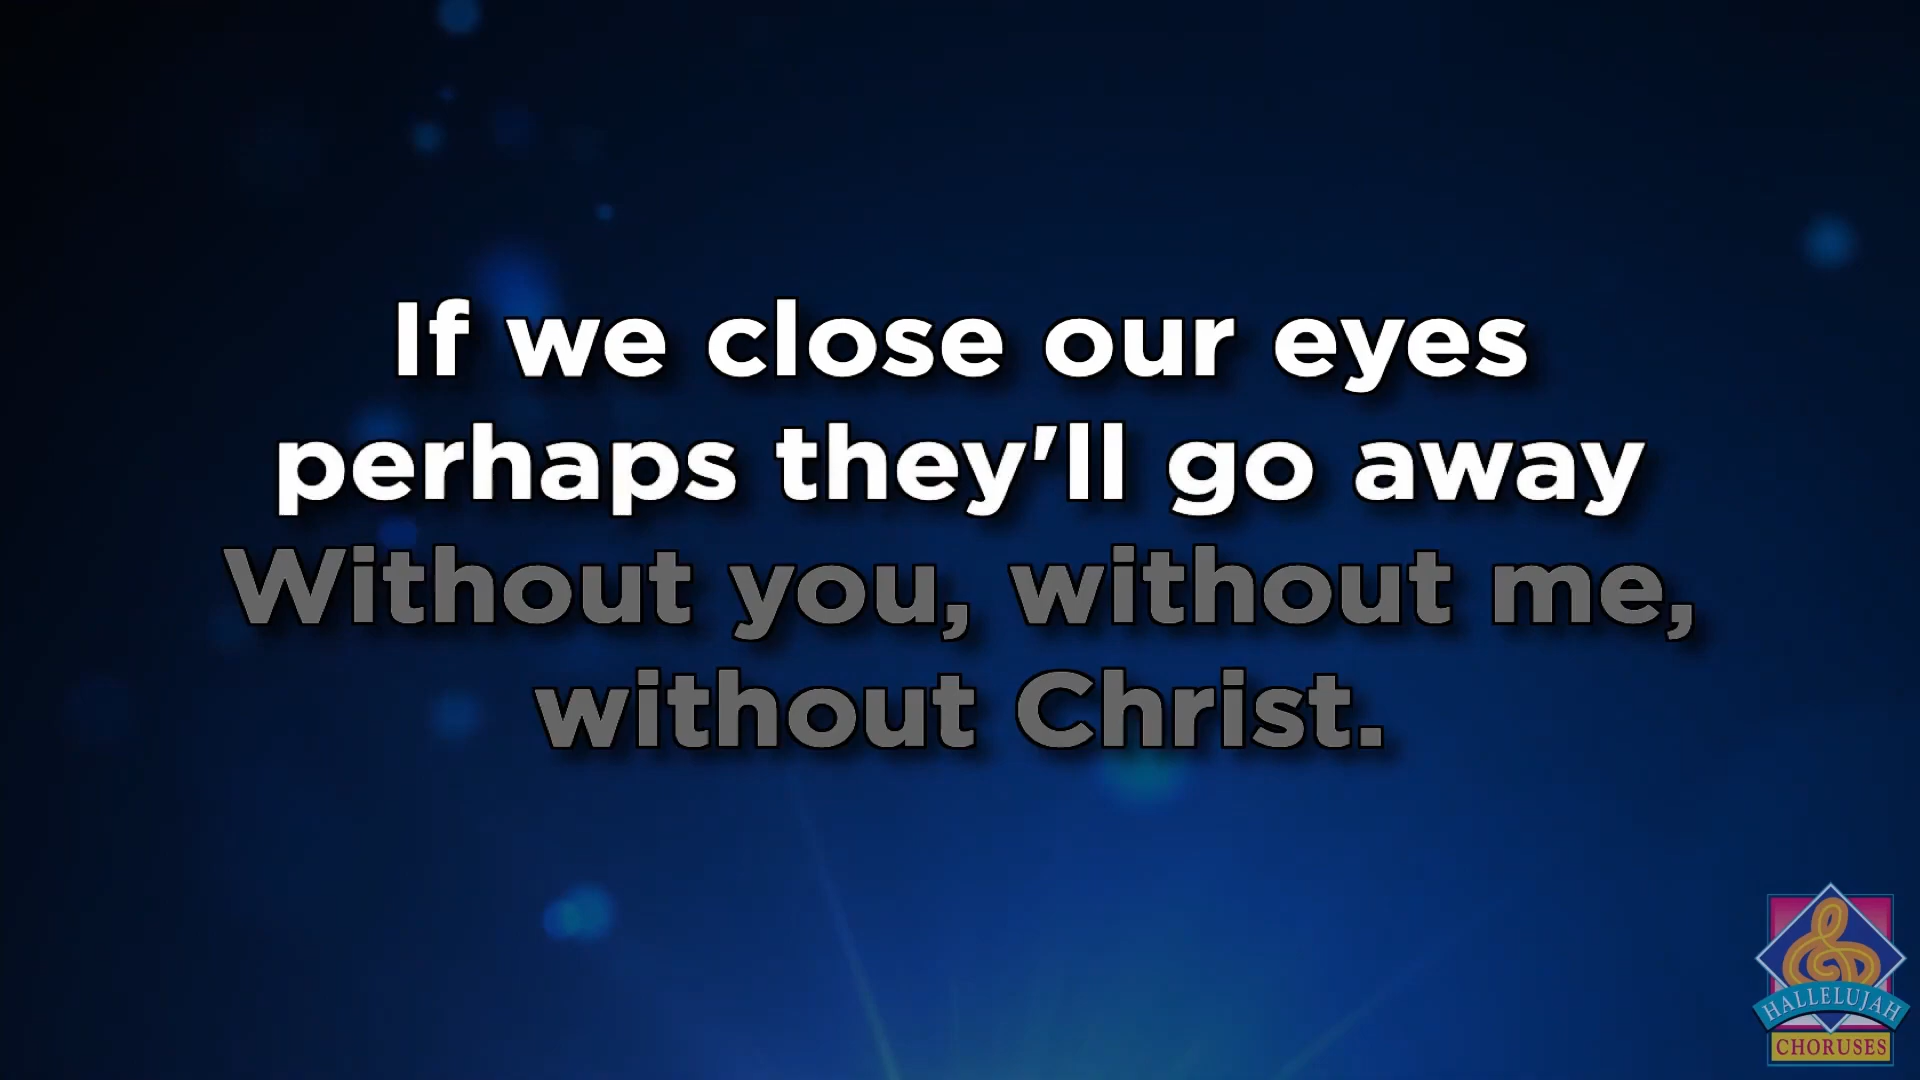 If we close our eyes
perhaps they'll go away
Without you, without me,
without Christ.
HALLELUJAH
CHORUSES